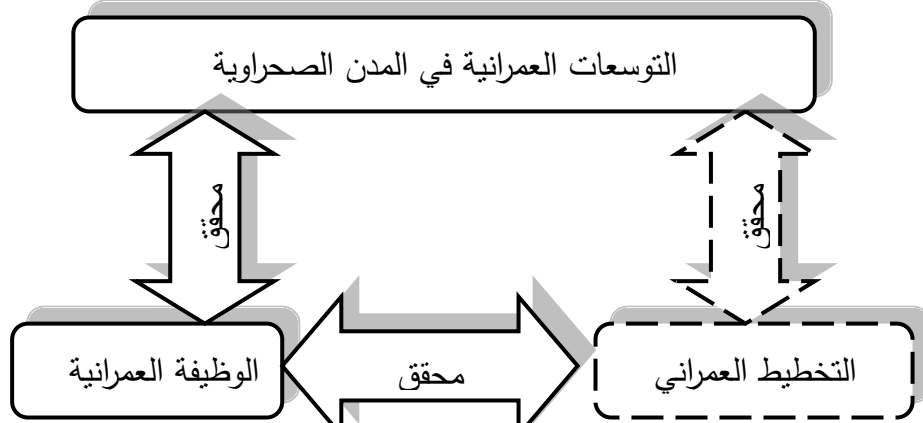 التوسعات العمرانية في المدن الصحراوية
محقق
محقق
التخطيط العمراني
محقق
الوظيفة العمرانية